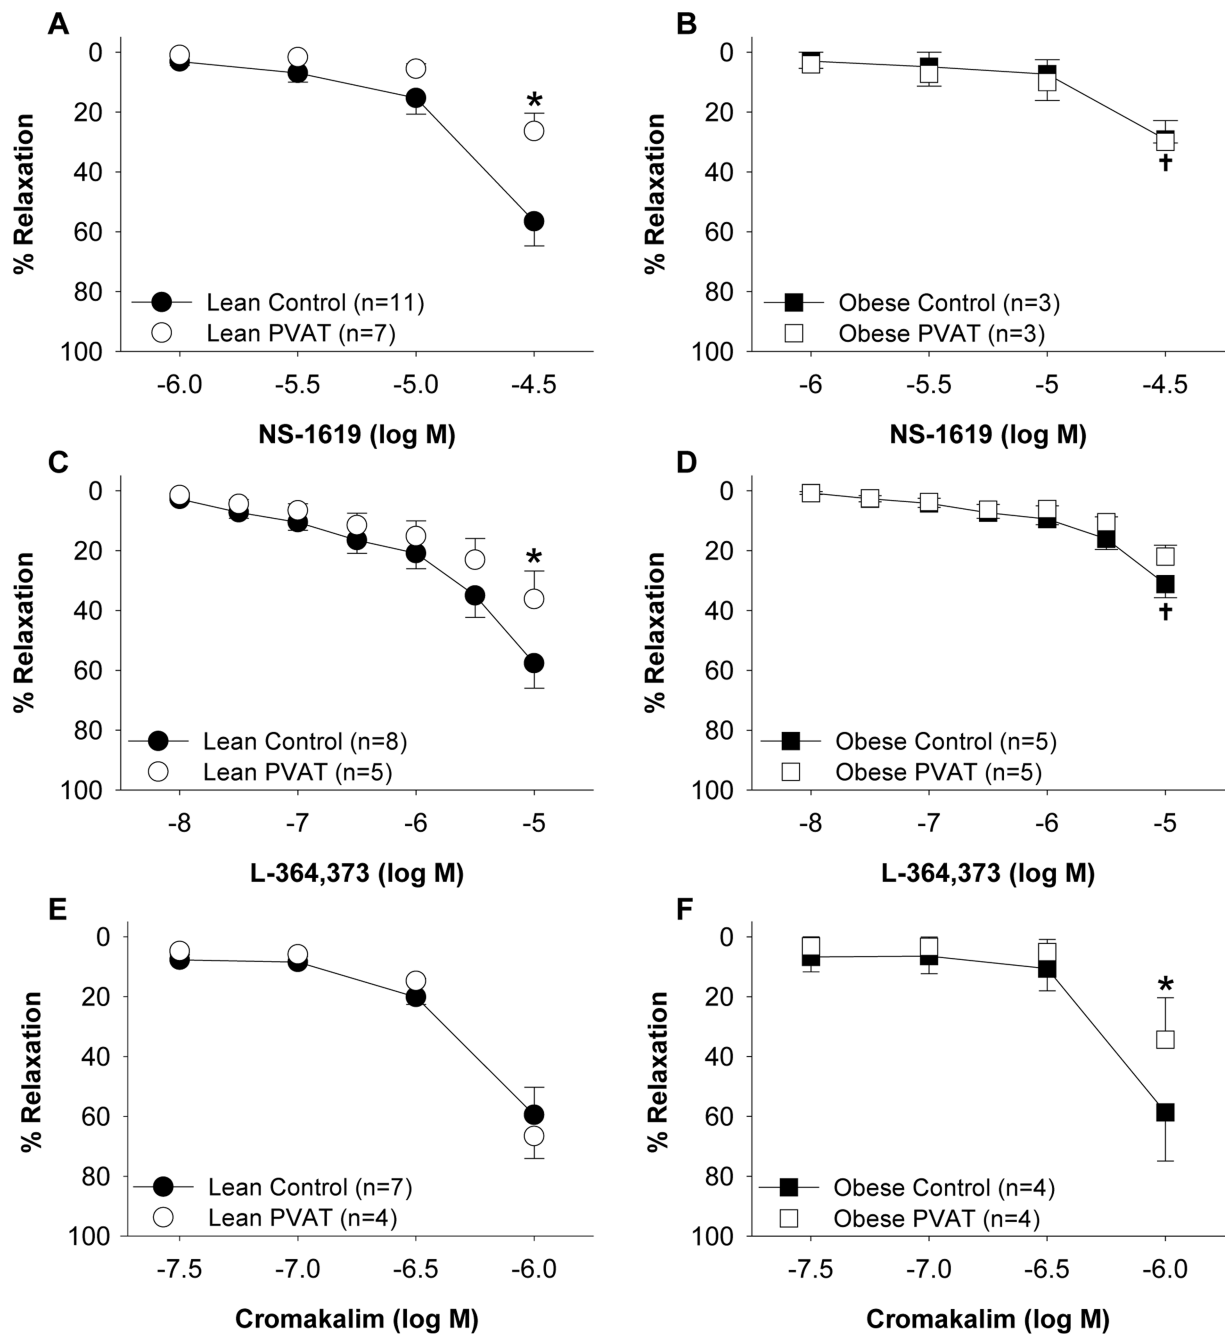 A
0
20
40
60
80
100
% Relaxation
*
Lean Control (n=11)
Lean PVAT (n=7)
-6.0 -5.5 -5.0 -4.5
NS-1619 (log M)
B
0
20
40
60
80
100
% Relaxation
†
Obese Control (n=3)
Obese PVAT (n=3)
-6 -5.5 -5 -4.5
NS-1619 (log M)
C
0
20
40
60
80
100
% Relaxation
*
Lean Control (n=8)
Lean PVAT (n=5)
-8 -7 -6 -5
L-364,373 (log M)
D
0
20
40
60
80
100
% Relaxation
†
Obese Control (n=5)
Obese PVAT (n=5)
-8 -7 -6 -5
L-364,373 (log M)
E
0
20
40
60
80
100
% Relaxation
Lean Control (n=7)
Lean PVAT (n=4)
-7.5 -7.0 -6.5 -6.0
Cromakalim (log M)
F
0
20
40
60
80
100
% Relaxation
*
Obese Control (n=4)
Obese PVAT (n=4)
-7.5 -7.0 -6.5 -6.0
Cromakalim (log M)